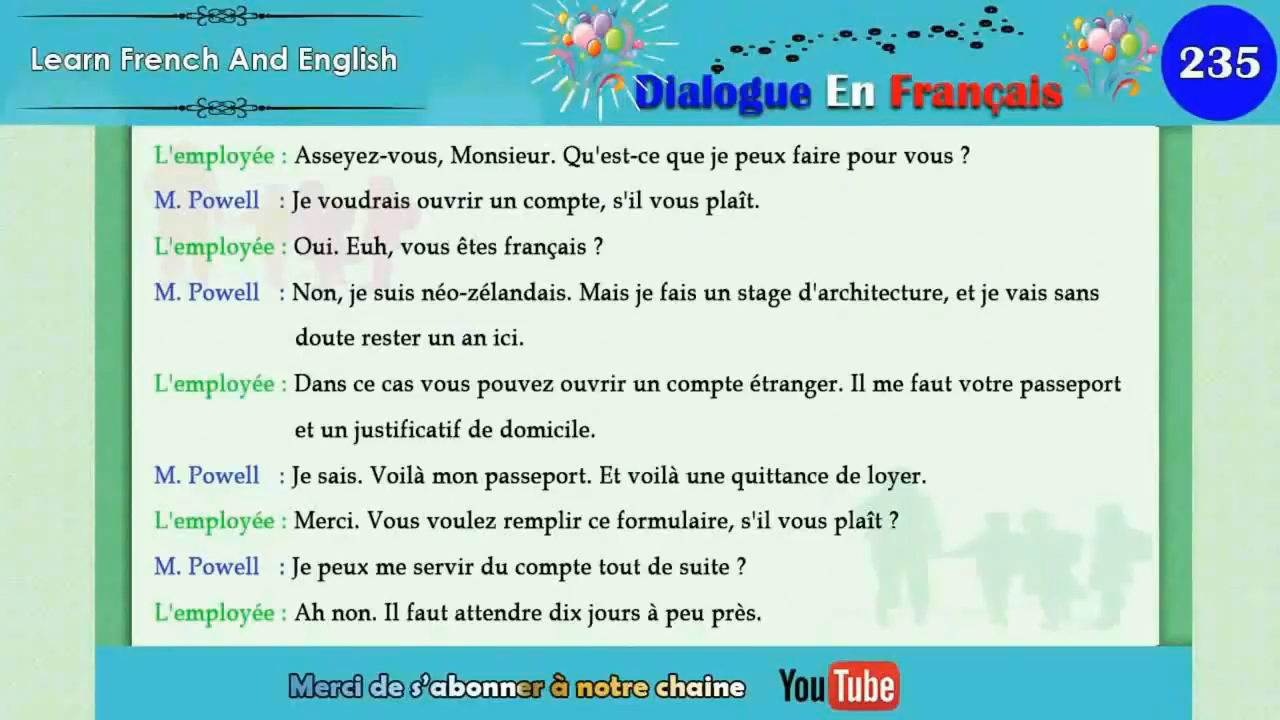 Learn French And English
Dialogue En Français
235
L'employée : Asseyez-vous, Monsieur. Qu'est-ce que je peux faire pour vous ?
M. Powell : Je voudrais ouvrir un compte, s'il vous plaît.
L'employée : Oui. Euh, vous êtes français ?
M. Powell : Non, je suis néo-zélandais. Mais je fais un stage d'architecture, et je vais sans
doute rester un an ici.
L'employée : Dans ce cas vous pouvez ouvrir un compte étranger. Il me faut votre passeport
et un justificatif de domicile.
M. Powell : Je sais. Voilà mon passeport. Et voilà une quittance de loyer.
L'employée : Merci. Vous voulez remplir ce formulaire, s'il vous plaît ?
M. Powell : Je peux me servir du compte tout de suite ?
L'employée : Ah non. Il faut attendre dix jours à peu près.
Merci de s'abonner à notre chaine YouTube